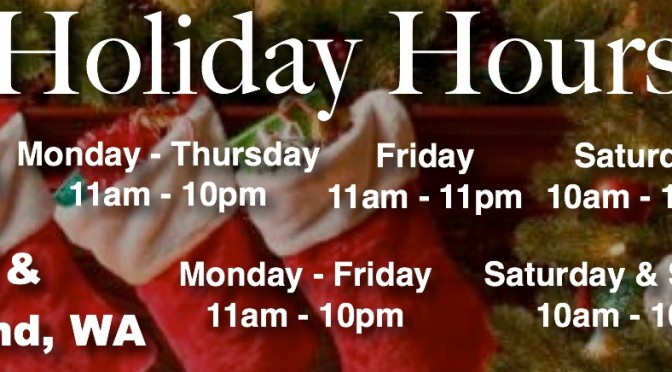 Holiday Hours
Monday - Thursday Friday
11am - 10pm 11am - 11pm 10am -
& Monday - Friday Saturday &
WA 11am - 10pm 10am -